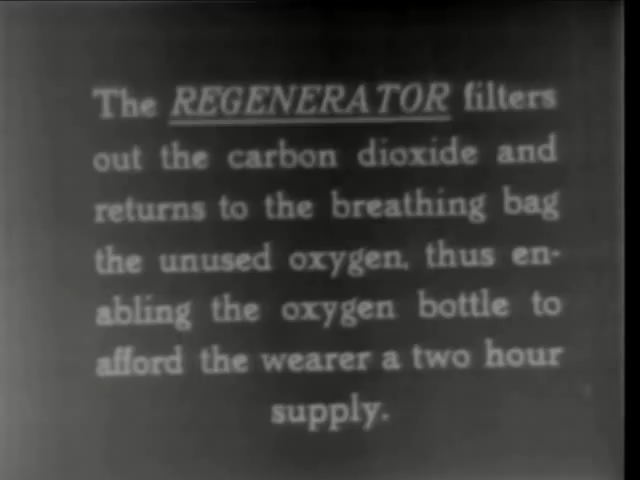 The REGENERATOR filters
out the carbon dioxide and
returns to the breathing bag
the unused oxygen, thus en-
abling the oxygen bottle to
afford the wearer a two hour
supply.